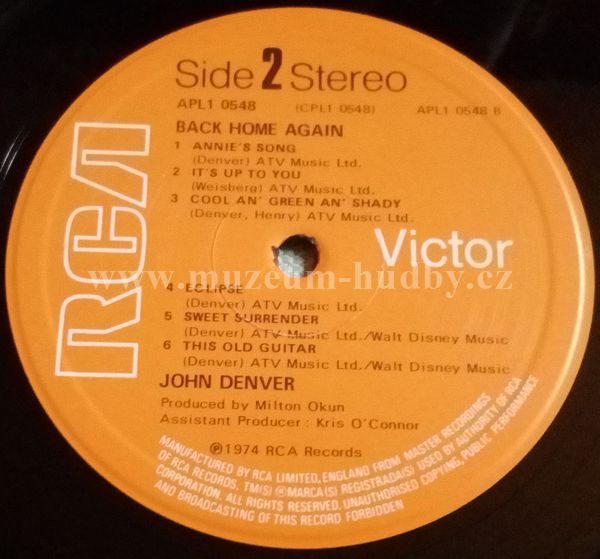 Side 2 Stereo
APL1 0548 (CPL1 0548) APL1 0548 B
BACK HOME AGAIN
1 ANNIE'S SONG
(Denver) ATV Music Ltd.
2 IT'S UP TO YOU
(Weisberg) ATV Music Ltd.
3 COOL AN' GREEN AN' SHADY
(Denver, Henry) ATV Music Ltd.
RCA
Victor
www.muzeum-hudby.cz
4 ECLIPSE
(Denver) ATV Music Ltd.
5 SWEET SURRENDER
(Denver) ATV Music Ltd./Walt Disney Music
6 THIS OLD GUITAR
(Denver) ATV Music Ltd./Walt Disney Music
JOHN DENVER
Produced by Milton Okun
Assistant Producer : Kris O'Connor
℗1974 RCA Records
MANUFACTURED BY RCA LIMITED, ENGLAND FROM MASTER RECORDINGS
OF RCA RECORDS. TM(S) ® MARCA(S) REGISTRADA(S) USED BY AUTHORITY OF RCA
CORPORATION. ALL RIGHTS RESERVED. UNAUTHORISED COPYING, PUBLIC PERFORMANCE
AND BROADCASTING OF THIS RECORD FORBIDDEN